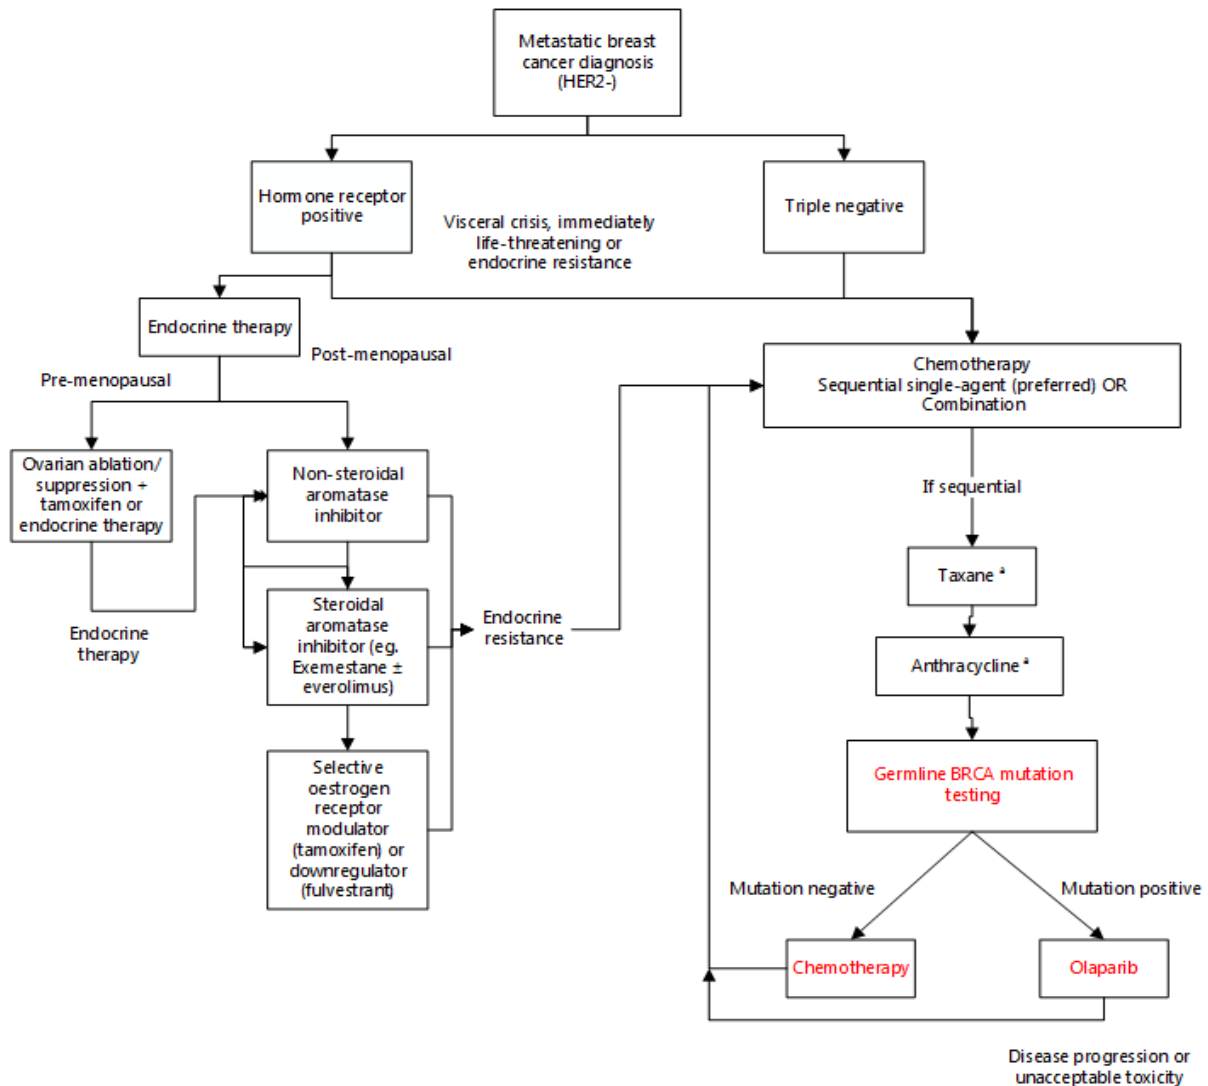 Metastatic breast
cancer diagnosis
(HER2-)
Hormone receptor
positive
Triple negative
Visceral crisis, immediately
life-threatening or
endocrine resistance
Endocrine therapy
Post-menopausal
Pre-menopausal
Chemotherapy
Sequential single-agent (preferred) OR
Combination
Ovarian ablation/
suppression +
tamoxifen or
endocrine therapy
Non-steroidal
aromatase
inhibitor
If sequential
Taxane ª
Steroidal
aromatase
inhibitor (eg.
Exemestane ±
everolimus)
Endocrine
resistance
Endocrine
therapy
Anthracycline ª
Selective
oestrogen
receptor
modulator
(tamoxifen) or
downregulator
(fulvestrant)
Germline BRCA mutation
testing
Mutation negative
Mutation positive
Chemotherapy
Olaparib
Disease progression or
unacceptable toxicity